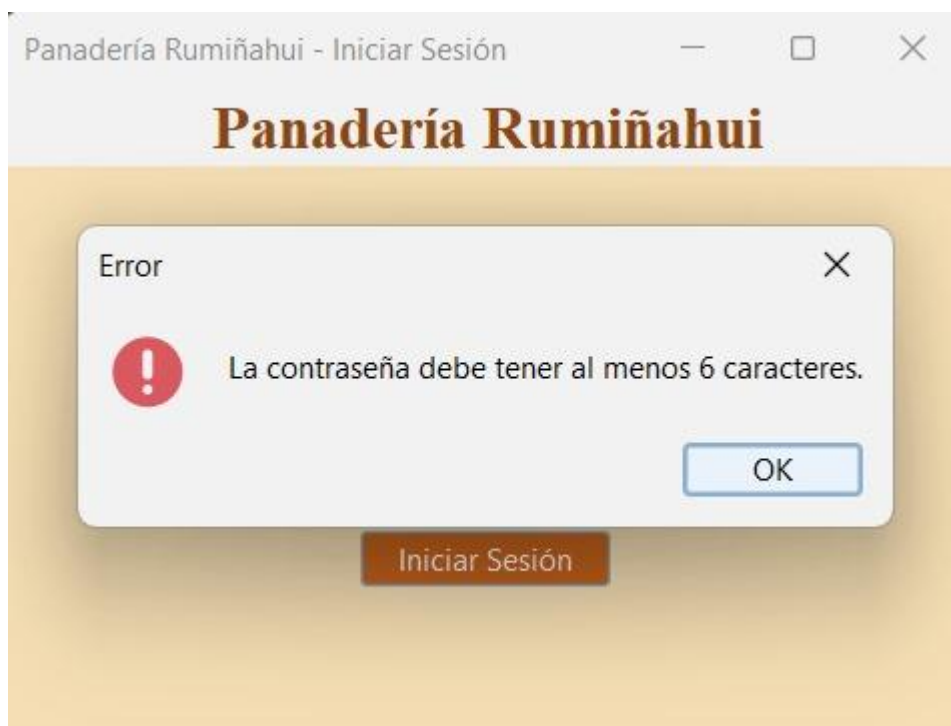 Panadería Rumiñahui - Iniciar Sesión
Panadería Rumiñahui
Error
La contraseña debe tener al menos 6 caracteres.
OK
Iniciar Sesión